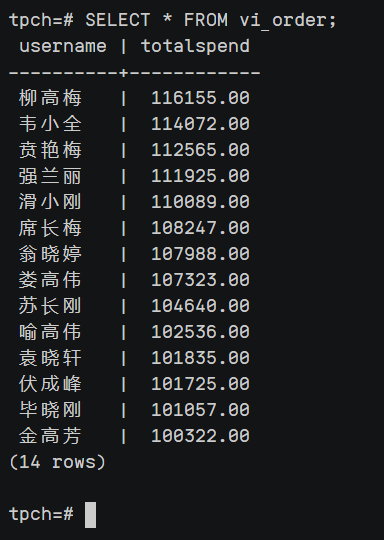 tpch=# SELECT * FROM vi_order;
 username | totalspend
----------+------------
 柳高梅   |  116155.00
 韦小全   |  114072.00
 贲艳梅   |  112565.00
 强兰丽   |  111925.00
 滑小刚   |  110089.00
 席长梅   |  108247.00
 翁晓婷   |  107988.00
 娄高伟   |  107323.00
 苏长刚   |  104640.00
 喻高伟   |  102536.00
 袁晓轩   |  101835.00
 伏成峰   |  101725.00
 毕晓刚   |  101057.00
 金高芳   |  100322.00
(14 rows)
tpch=#